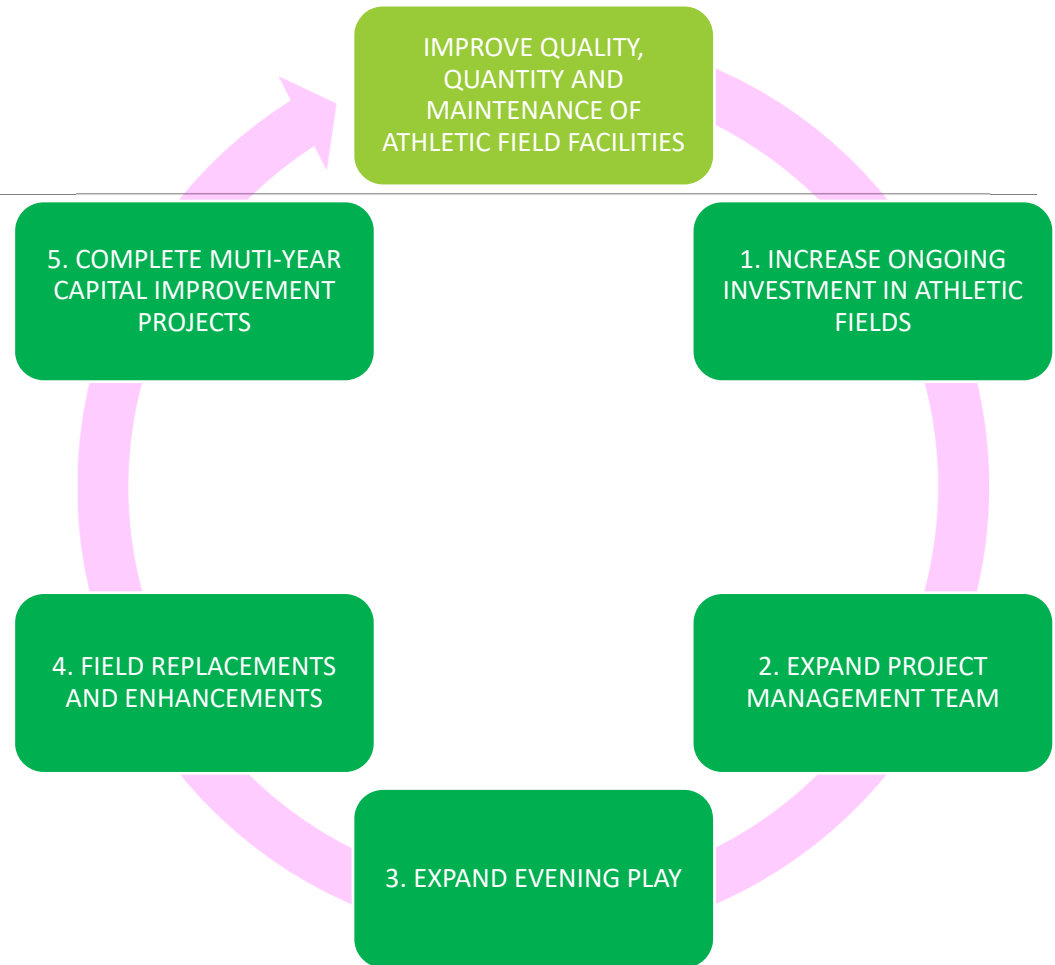 IMPROVE QUALITY,
QUANTITY AND
MAINTENANCE OF
ATHLETIC FIELD FACILITIES
1. INCREASE ONGOING
INVESTMENT IN ATHLETIC
FIELDS
2. EXPAND PROJECT
MANAGEMENT TEAM
3. EXPAND EVENING PLAY
4. FIELD REPLACEMENTS
AND ENHANCEMENTS
5. COMPLETE MUTI-YEAR
CAPITAL IMPROVEMENT
PROJECTS